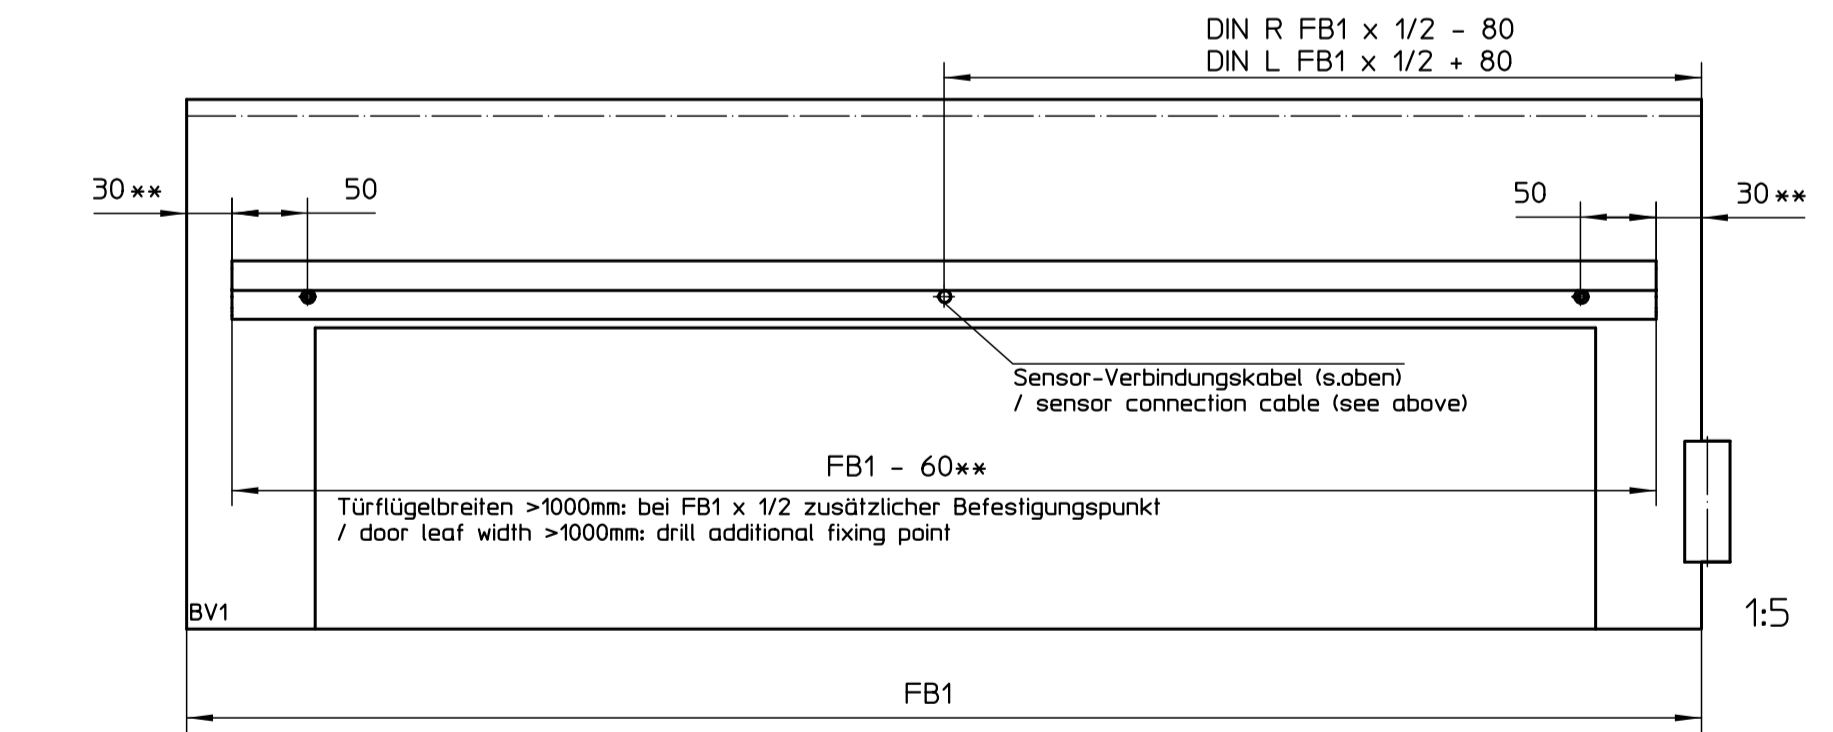 DIN R FB1 x 1/2 - 80
DIN L FB1 x 1/2 + 80
30**
50
50
30**
Sensor-Verbindungskabel (s.oben)
/ sensor connection cable (see above)
FB1 - 60**
Türflügelbreiten >1000mm: bei FB1 x 1/2 zusätzlicher Befestigungspunkt
/ door leaf width >1000mm: drill additional fixing point
BV1
1:5
FB1